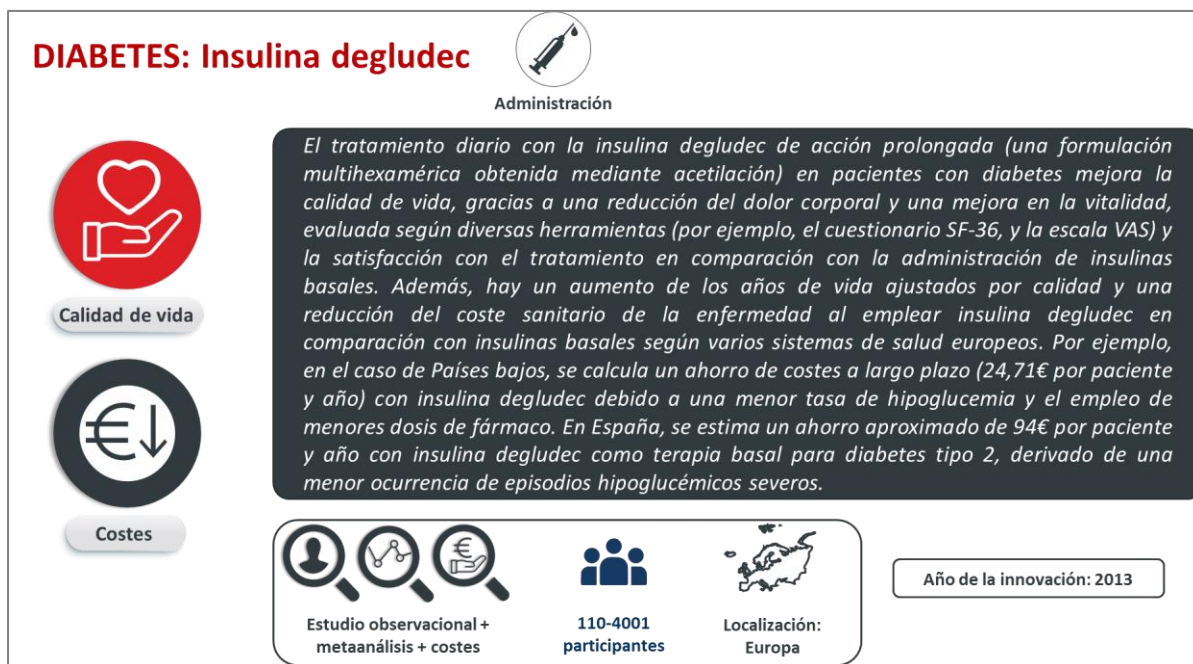 DIABETES: Insulina degludec
Administración
El tratamiento diario con la insulina degludec de acción prolongada (una formulación
multihexamérica obtenida mediante acetilación) en pacientes con diabetes mejora la
calidad de vida, gracias a una reducción del dolor corporal y una mejora en la vitalidad,
evaluada según diversas herramientas (por ejemplo, el cuestionario SF-36, y la escala VAS) y
la satisfacción con el tratamiento en comparación con la administración de insulinas
basales. Además, hay un aumento de los años de vida ajustados por calidad y una
reducción del coste sanitario de la enfermedad al emplear insulina degludec en
comparación con insulinas basales según varios sistemas de salud europeos. Por ejemplo,
en el caso de Países bajos, se calcula un ahorro de costes a largo plazo (24,71€ por paciente
y año) con insulina degludec debido a una menor tasa de hipoglucemia y el empleo de
menores dosis de fármaco. En España, se estima un ahorro aproximado de 94€ por paciente
y año con insulina degludec como terapia basal para diabetes tipo 2, derivado de una
menor ocurrencia de episodios hipoglucémicos severos.
Calidad de vida
Costes
Estudio observacional +
metaanálisis + costes
110-4001
participantes
Localización:
Europa
Año de la innovación: 2013